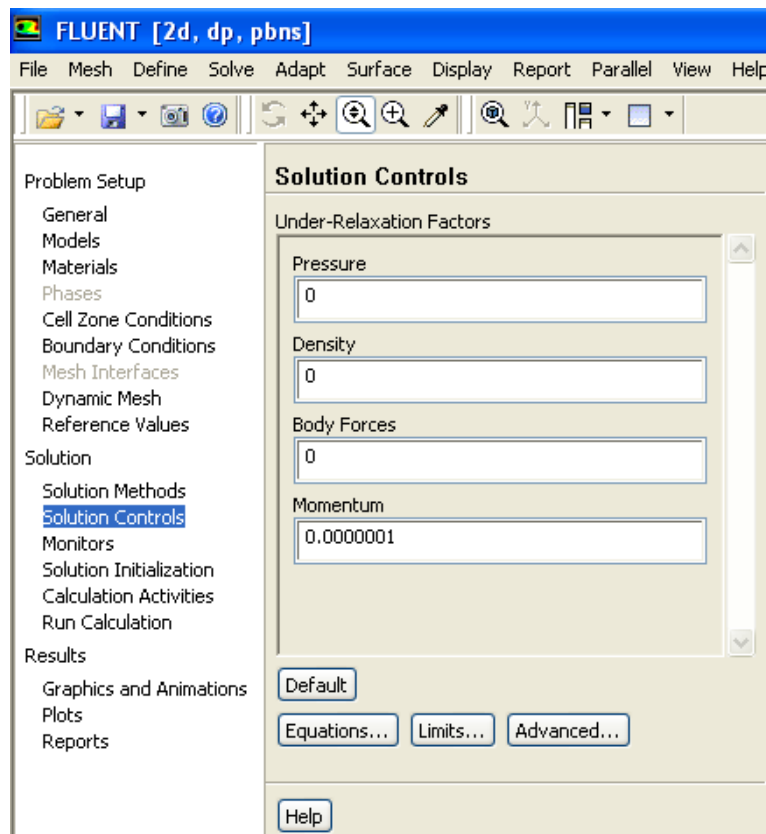 FLUENT [2d, dp, pbns]
File Mesh Define Solve Adapt Surface Display Report Parallel View Help
Problem Setup
General
Models
Materials
Phases
Cell Zone Conditions
Boundary Conditions
Mesh Interfaces
Dynamic Mesh
Reference Values
Solution
Solution Methods
Solution Controls
Monitors
Solution Initialization
Calculation Activities
Run Calculation
Results
Graphics and Animations
Plots
Reports
Solution Controls
Under-Relaxation Factors
Pressure
0
Density
0
Body Forces
0
Momentum
0.0000001
Default
Equations... Limits... Advanced...
Help